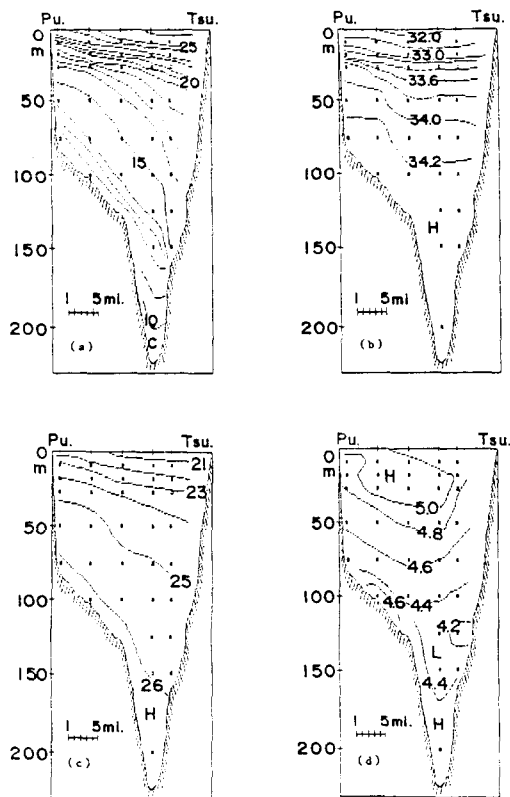 Pu. Tsu.
0
m
50
100
150
200
25
20
15
10
C
1 5mi.
(a)
Pu. Tsu.
0
m
50
100
150
200
32.0
33.0
33.6
34.0
34.2
H
1 5mi.
(b)
Pu. Tsu.
0
m
50
100
150
200
21
23
25
26
H
1 5mi.
(c)
Pu. Tsu.
0
m
50
100
150
200
H
5.0
4.8
4.6
4.6
4.4
4.2
L
4.4
H
1 5mi.
(d)